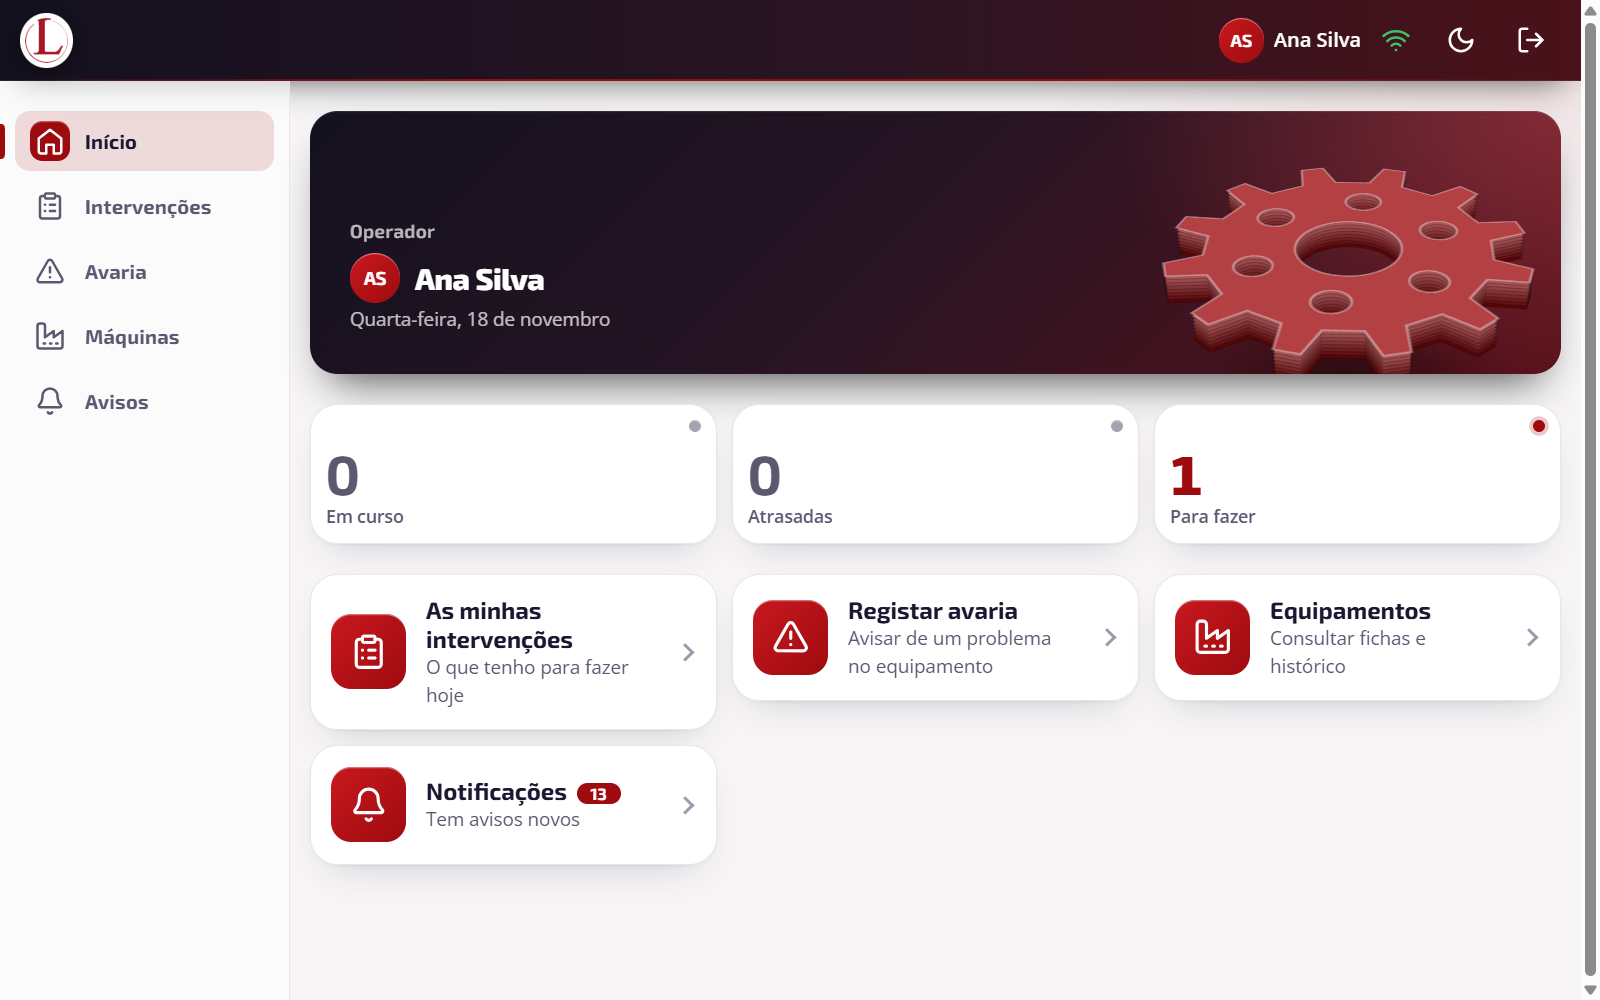 L
AS Ana Silva
Início
Intervenções
Avaria
Máquinas
Avisos
Operador
AS Ana Silva
Quarta-feira, 18 de novembro
0
Em curso
0
Atrasadas
1
Para fazer
As minhas
intervenções
O que tenho para fazer
hoje
Registar avaria
Avisar de um problema
no equipamento
Equipamentos
Consultar fichas e
histórico
Notificações 13
Tem avisos novos